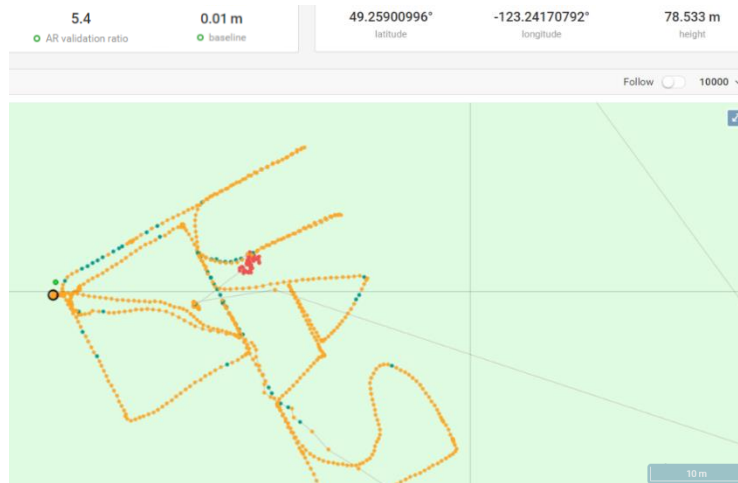 5.4
AR validation ratio
0.01 m
baseline
49.25900996°
latitude
-123.24170792°
longitude
78.533 m
height
Follow
10000
10 m